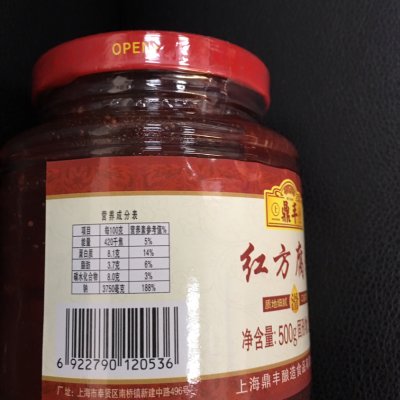 OPEN
营养成分表
项目 每100克 营养素参考值%
能量 420千焦 5%
蛋白质 8.1克 14%
脂肪 3.7克 6%
碳水化合物 8.0克 3%
钠 3750毫克 188%
6 922790 120536
厂址：上海市奉贤区南桥镇新建中路496号
鼎丰
红方腐
质地细腻
净含量:500g
上海鼎丰酿造食品有